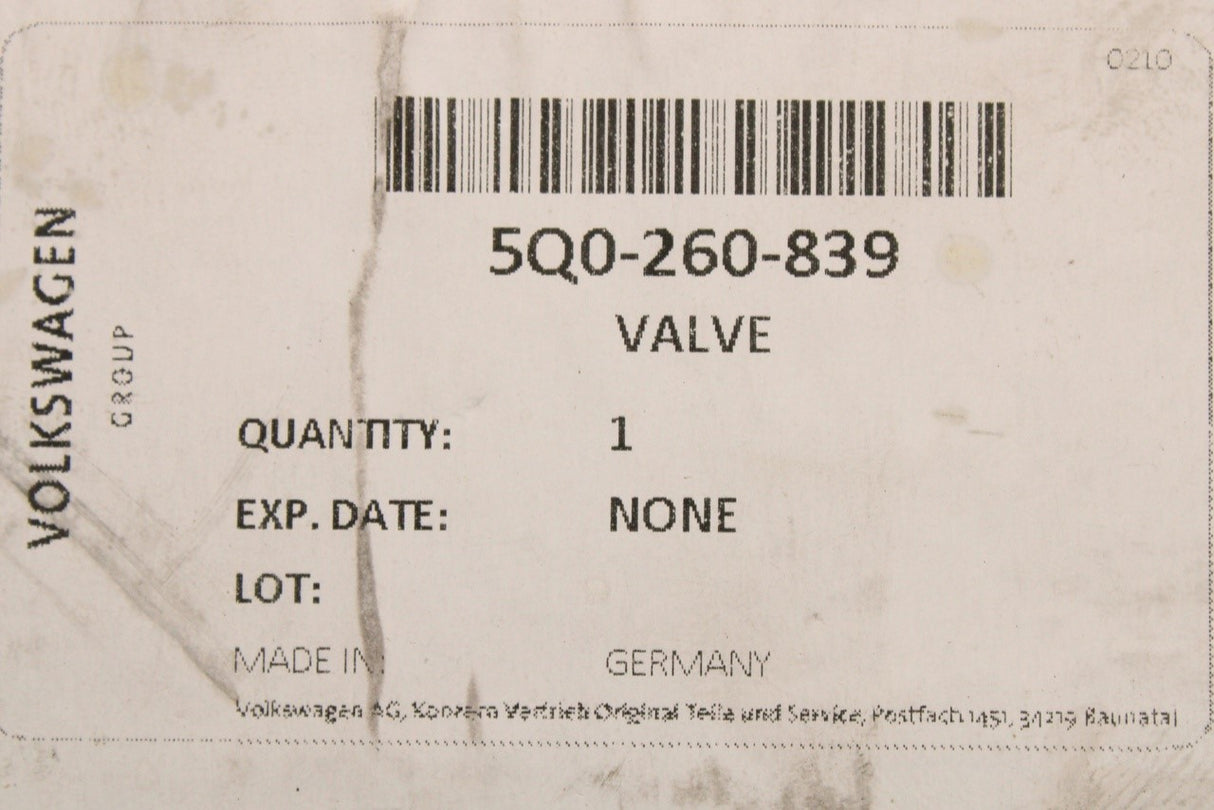 0210
5Q0-260-839
VALVE
VOLKSWAGEN
GROUP
QUANTITY: 1
EXP. DATE: NONE
LOT:
MADE IN: GERMANY
Volkswagen AG, Konzern Vertrieb Original Teile und Service, Postfach 1451, 34219 Baunatal